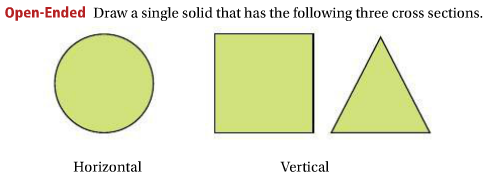 Open-Ended Draw a single solid that has the following three cross sections.
Horizontal Vertical